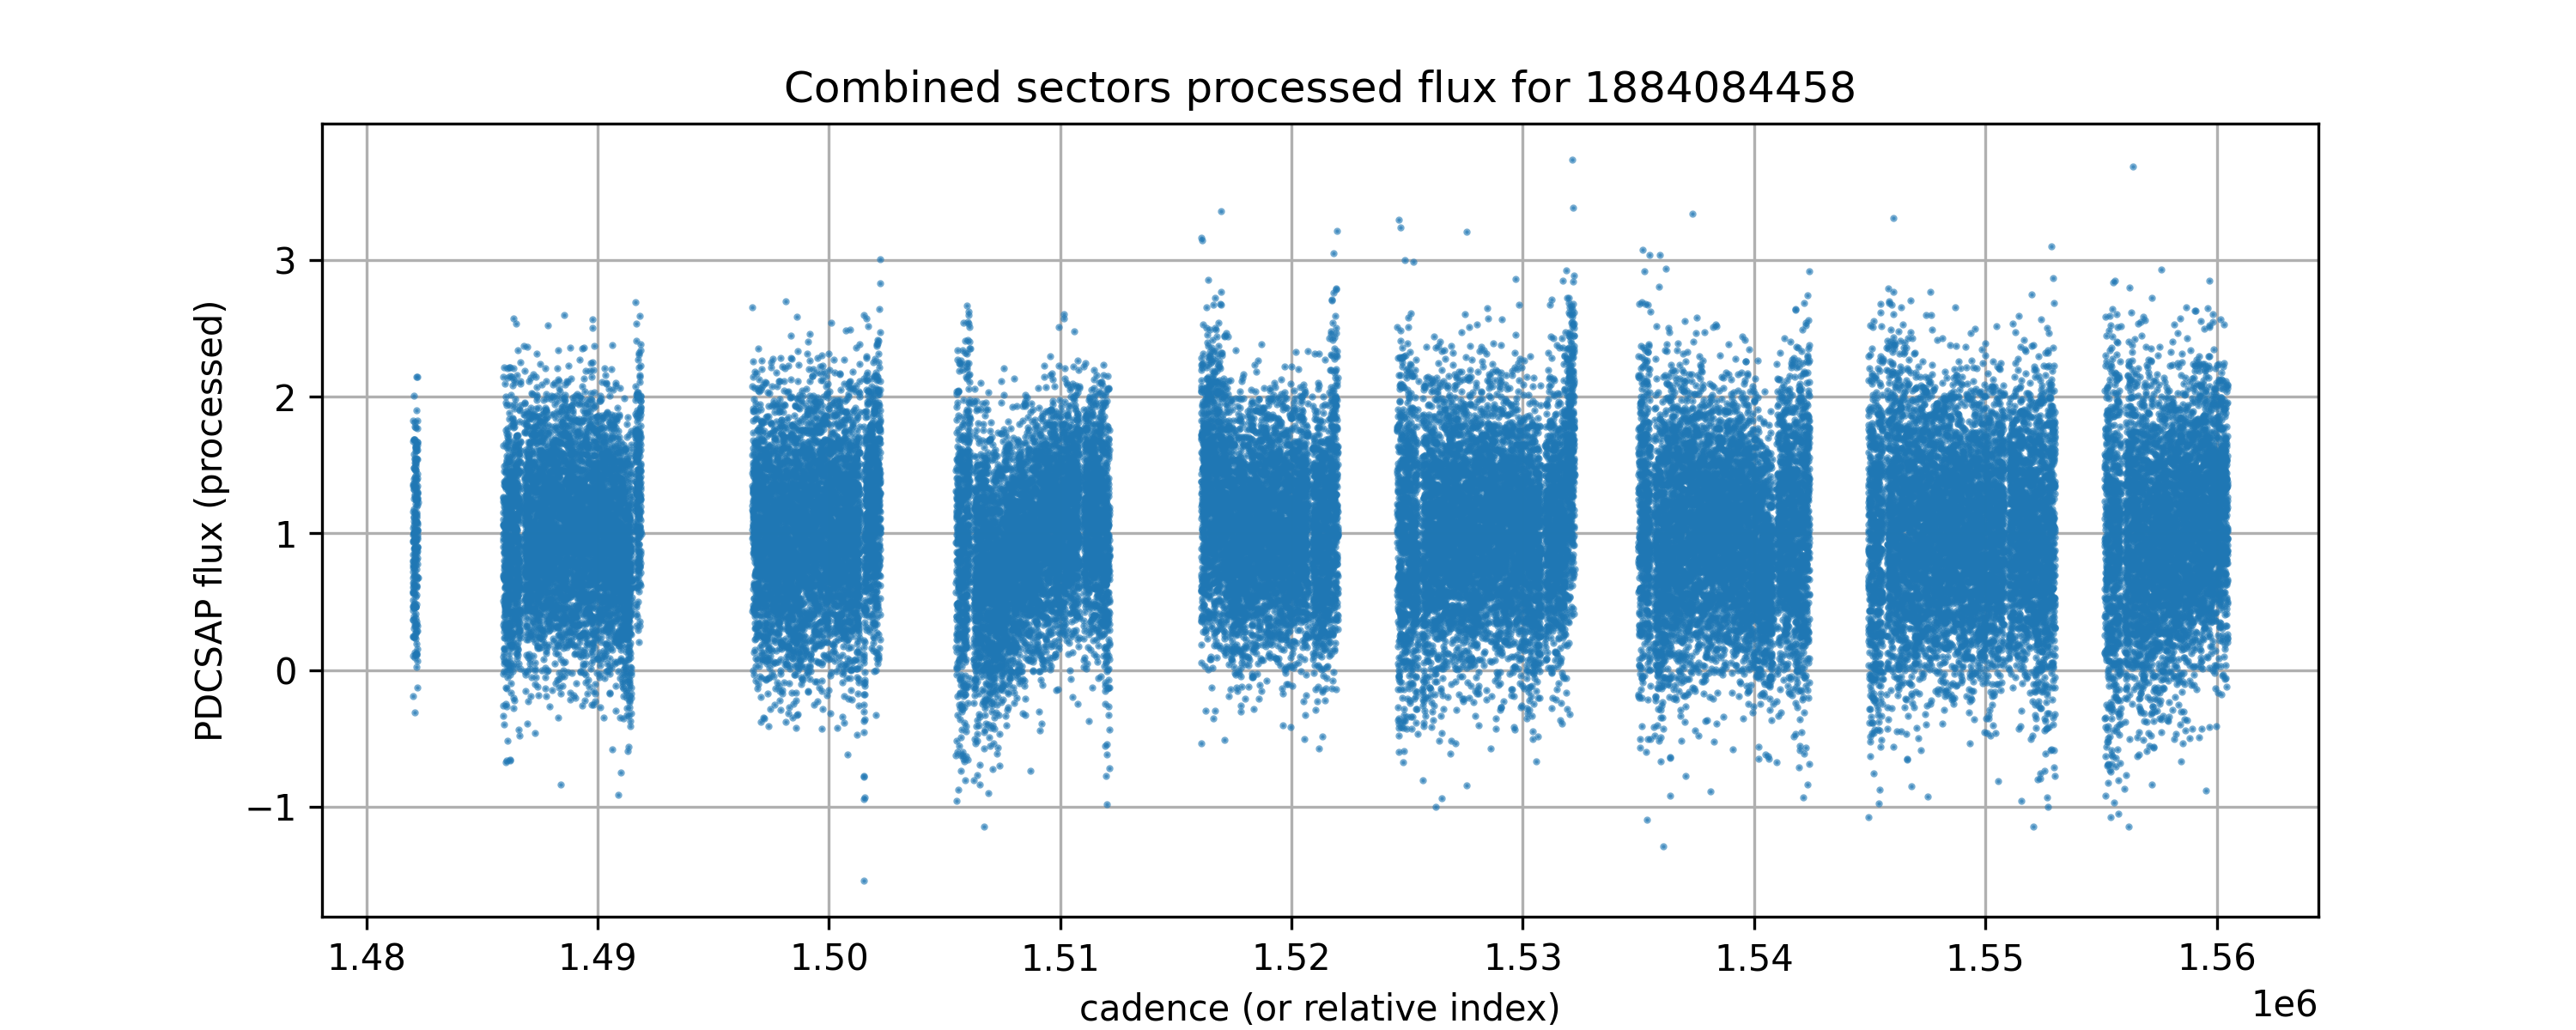 Combined sectors processed flux for 1884084458
PDCSAP flux (processed)
3
2
1
0
−1
1.48 1.49 1.50 1.51 1.52 1.53 1.54 1.55 1.56
1e6
cadence (or relative index)